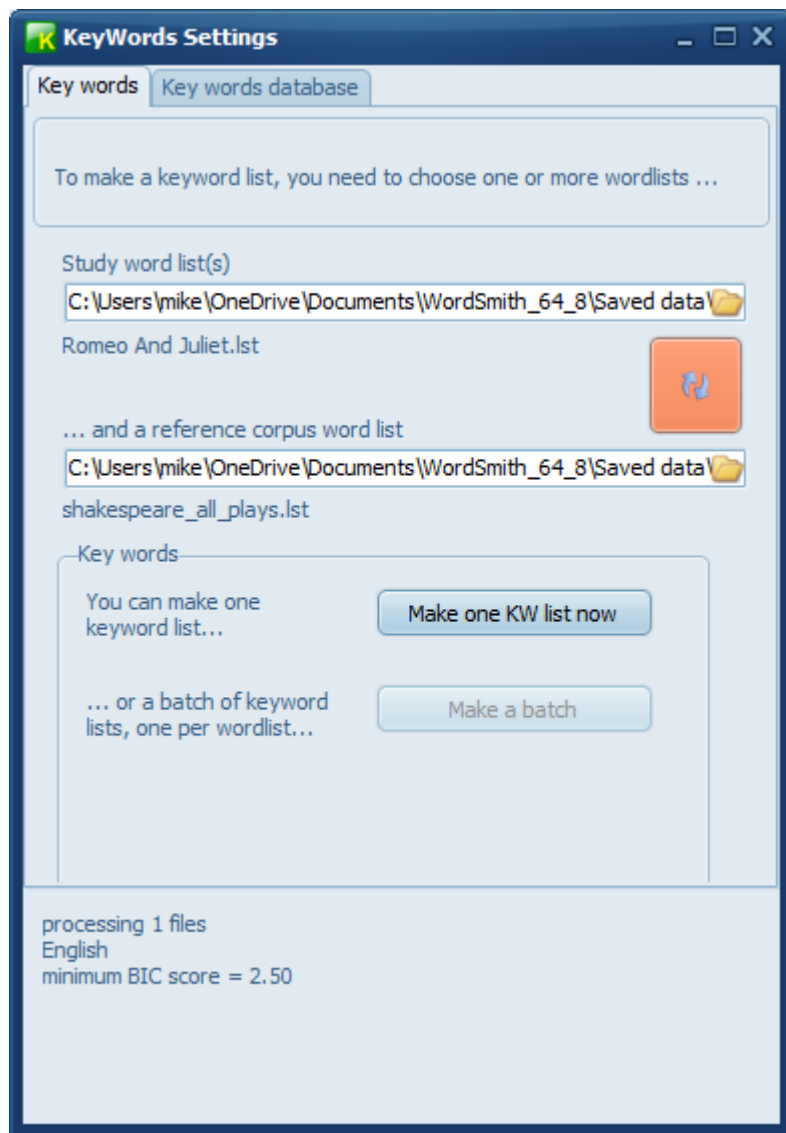 KeyWords Settings
Key words Key words database
To make a keyword list, you need to choose one or more wordlists ...
Study word list(s)
C:\Users\mike\OneDrive\Documents\WordSmith_64_8\Saved data\
Romeo And Juliet.lst
... and a reference corpus word list
C:\Users\mike\OneDrive\Documents\WordSmith_64_8\Saved data\
shakespeare_all_plays.lst
Key words
You can make one
keyword list...
Make one KW list now
... or a batch of keyword
lists, one per wordlist...
Make a batch
processing 1 files
English
minimum BIC score = 2.50